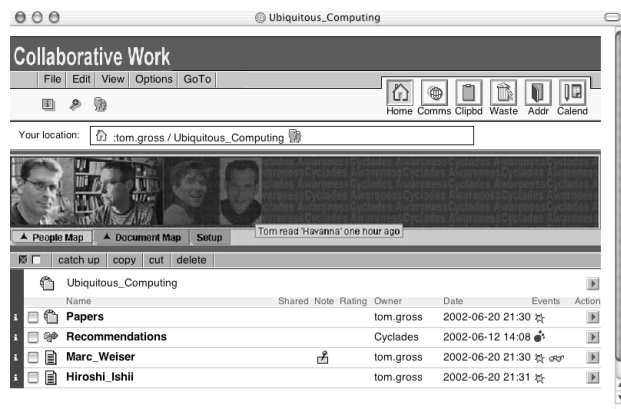 @ Ubiquitous_Computing
Collaborative Work
File Edit View Options GoTo
Home Comms Clipbd Waste Addr Calend
Your location: :tom.gross / Ubiquitous_Computing
Tom read 'Havanna' one hour ago
People Map Document Map Setup
catch up copy cut delete
Ubiquitous_Computing
Name Shared Note Rating Owner Date Events Action
Papers tom.gross 2002-06-20 21:30
Recommendations Cyclades 2002-06-12 14:08
Marc_Weiser tom.gross 2002-06-20 21:30
Hiroshi_Ishii tom.gross 2002-06-20 21:31